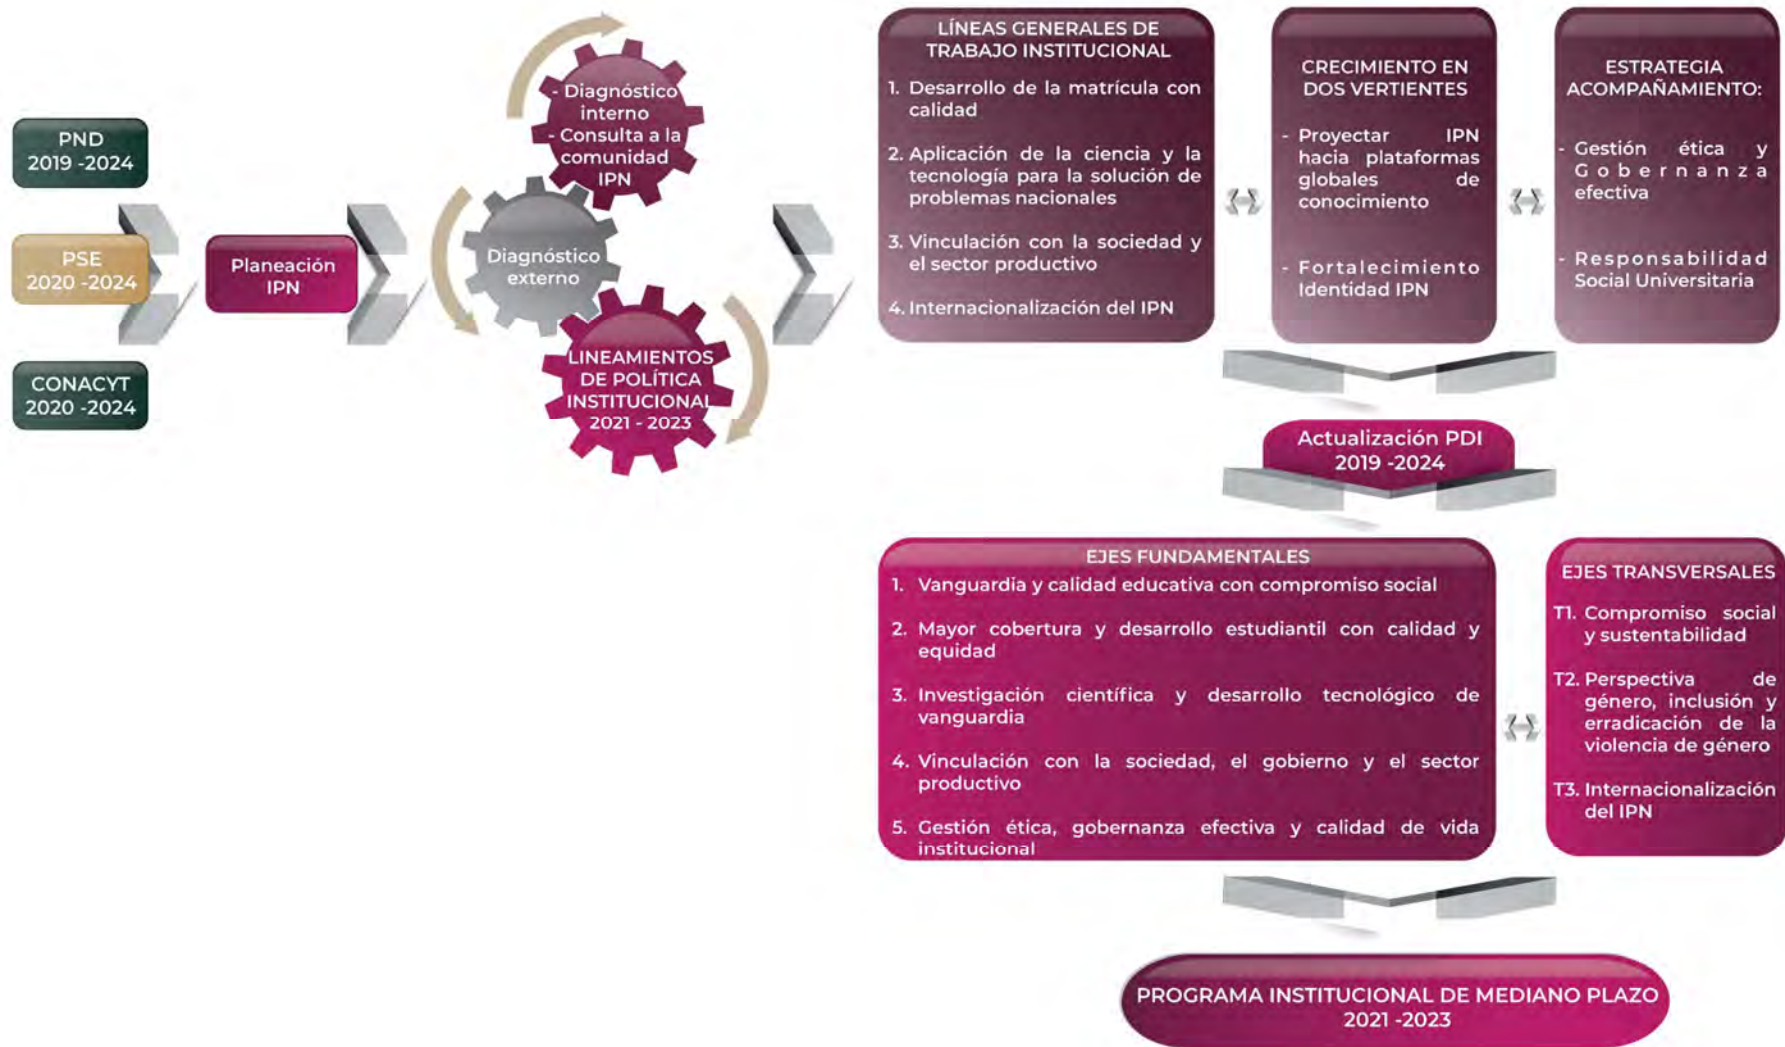 PND
2019 -2024
PSE
2020 -2024
CONACYT
2020 -2024
Planeación
IPN
- Diagnóstico
interno
- Consulta a la
comunidad
IPN
Diagnóstico
externo
LINEAMIENTOS
DE POLÍTICA
INSTITUCIONAL
2021 - 2023
LÍNEAS GENERALES DE
TRABAJO INSTITUCIONAL
1. Desarrollo de la matrícula con
calidad
2. Aplicación de la ciencia y la
tecnología para la solución de
problemas nacionales
3. Vinculación con la sociedad y
el sector productivo
4. Internacionalización del IPN
CRECIMIENTO EN
DOS VERTIENTES
- Proyectar IPN
hacia plataformas
globales de
conocimiento
- Fortalecimiento
Identidad IPN
ESTRATEGIA
ACOMPAÑAMIENTO:
- Gestión ética y
Gobernanza
efectiva
- Responsabilidad
Social Universitaria
Actualización PDI
2019 -2024
EJES FUNDAMENTALES
1. Vanguardia y calidad educativa con compromiso social
2. Mayor cobertura y desarrollo estudiantil con calidad y
equidad
3. Investigación científica y desarrollo tecnológico de
vanguardia
4. Vinculación con la sociedad, el gobierno y el sector
productivo
5. Gestión ética, gobernanza efectiva y calidad de vida
institucional
EJES TRANSVERSALES
T1. Compromiso social
y sustentabilidad
T2. Perspectiva de
género, inclusión y
erradicación de la
violencia de género
T3. Internacionalización
del IPN
PROGRAMA INSTITUCIONAL DE MEDIANO PLAZO
2021 -2023